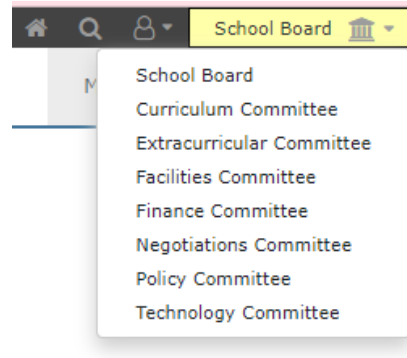 School Board
M
School Board
Curriculum Committee
Extracurricular Committee
Facilities Committee
Finance Committee
Negotiations Committee
Policy Committee
Technology Committee